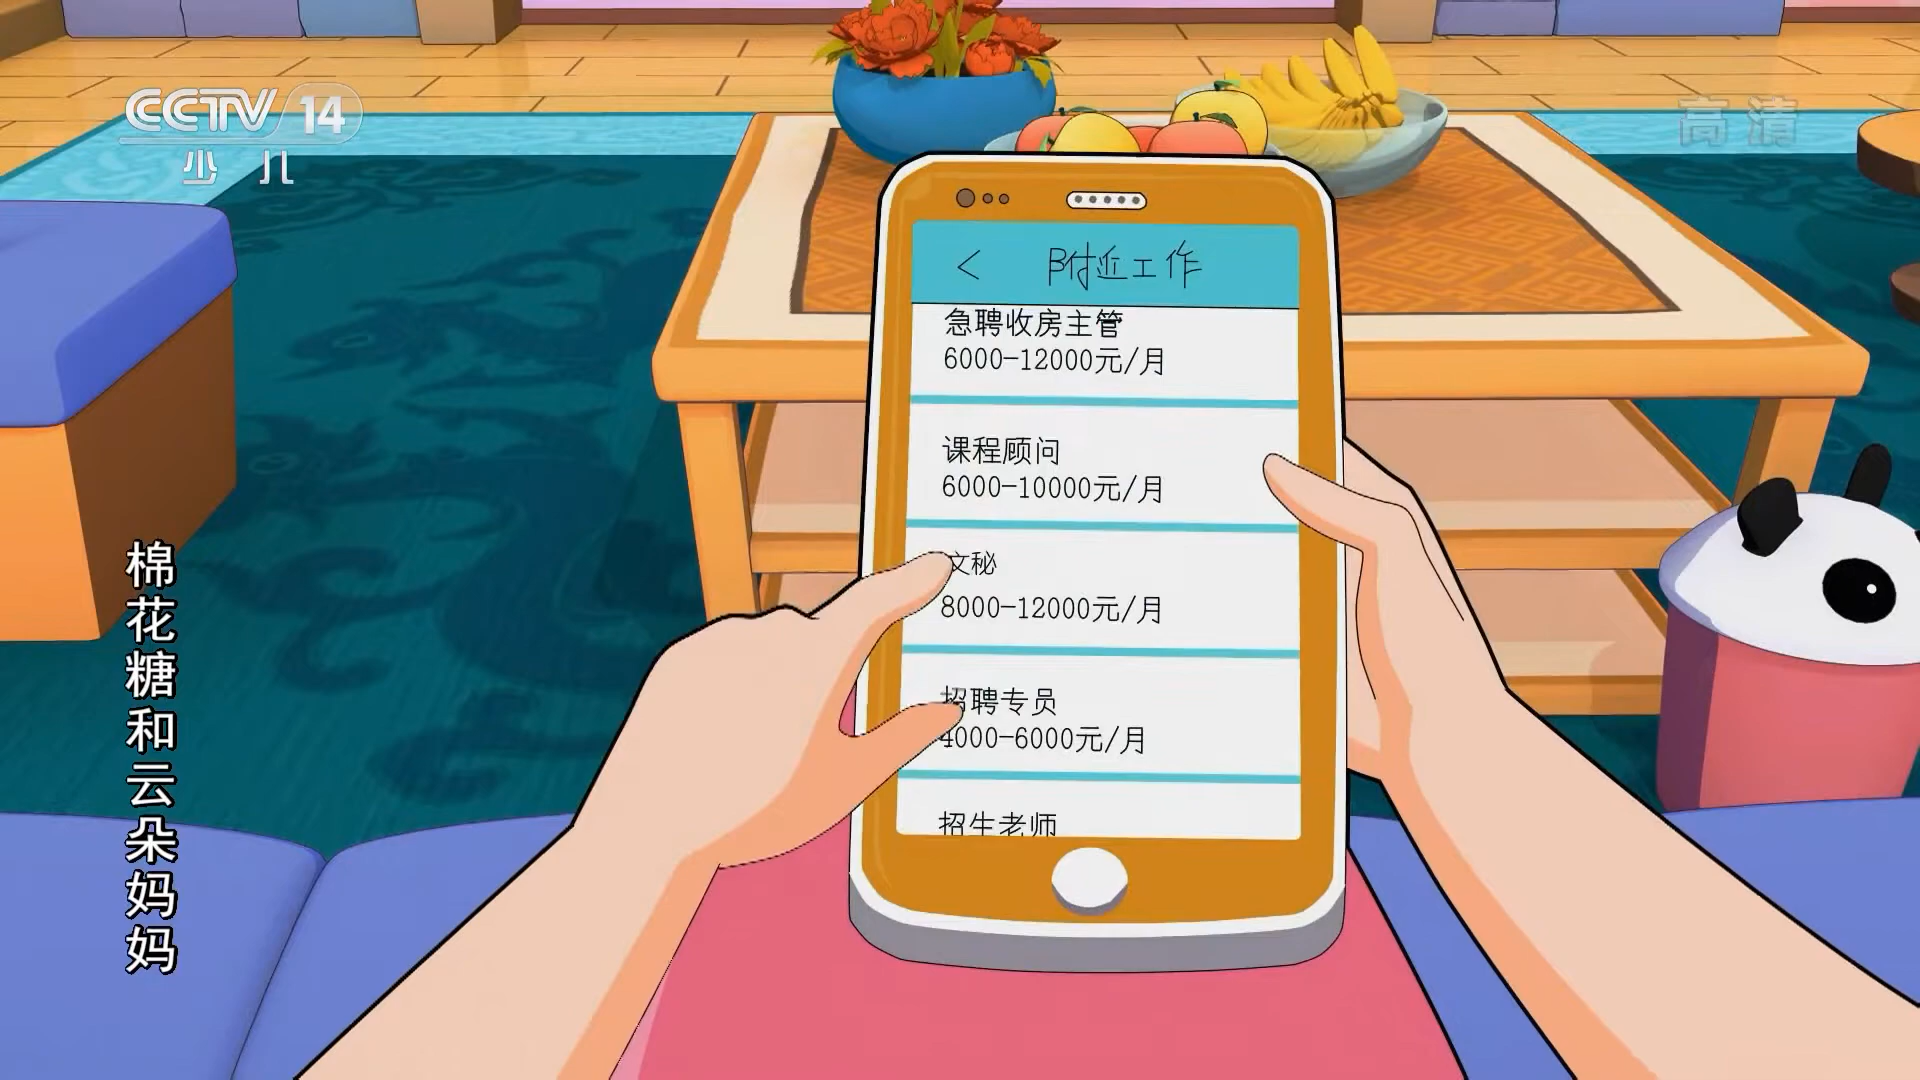 CCTV 14
少儿
高清
附近工作
急聘收房主管
6000-12000元/月
课程顾问
6000-10000元/月
文秘
8000-12000元/月
招聘专员
4000-6000元/月
招生老师
棉花糖和云朵妈妈